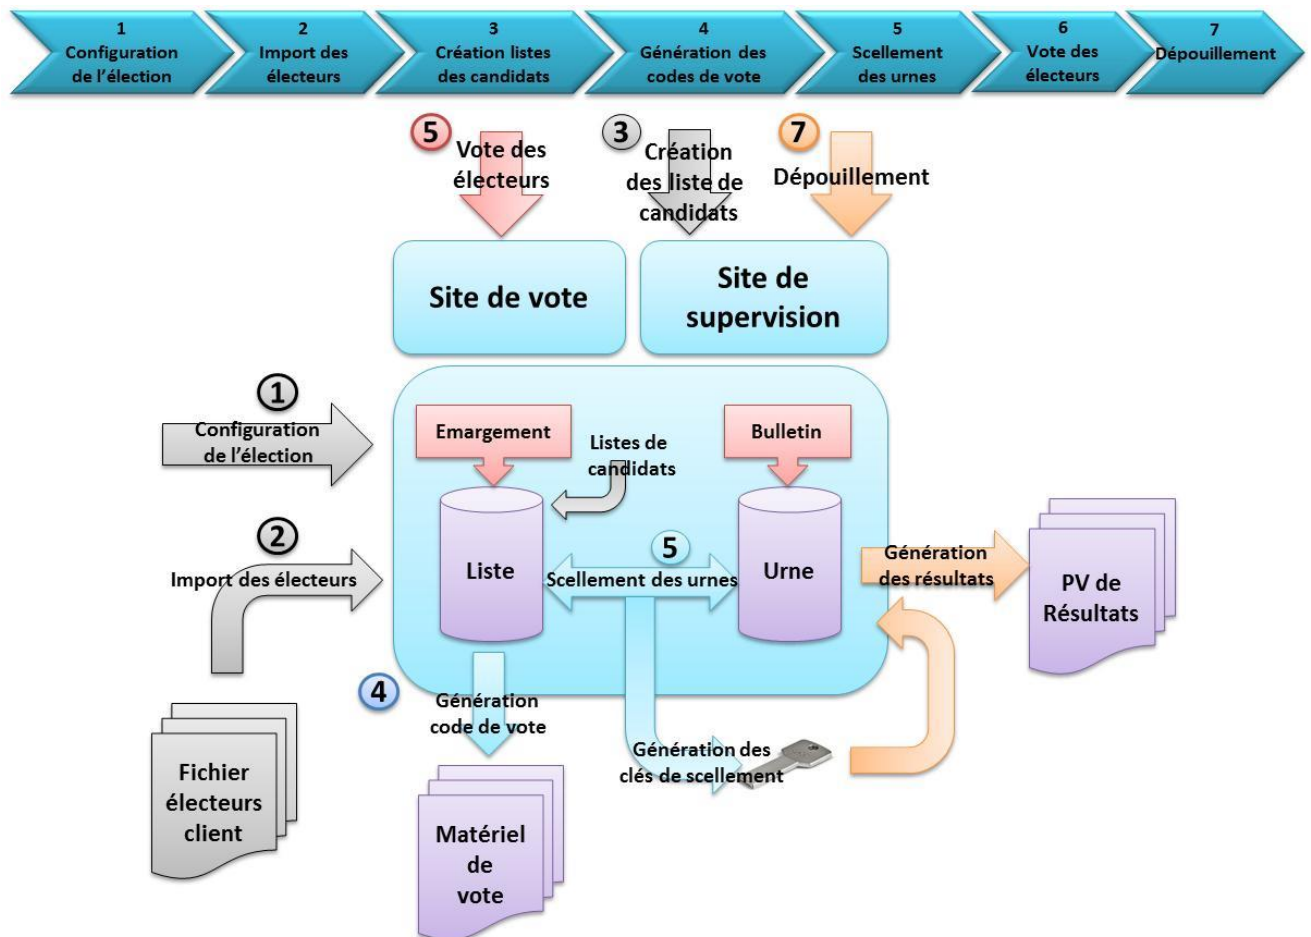 1
Configuration
de l'élection
2
Import des
électeurs
3
Création listes
des candidats
4
Génération des
codes de vote
5
Scellement
des urnes
6
Vote des
électeurs
7
Dépouillement
5
Vote des
électeurs
3
Création
des liste de
candidats
7
Dépouillement
Site de vote
Site de
supervision
1
Configuration
de l'élection
Emargement
Listes de
candidats
Bulletin
2
Import des électeurs
Liste
5
Scellement des urnes
Urne
Génération
des résultats
PV de
Résultats
4
Génération
code de vote
Génération des
clés de scellement
Fichier
électeurs
client
Matériel
de
vote